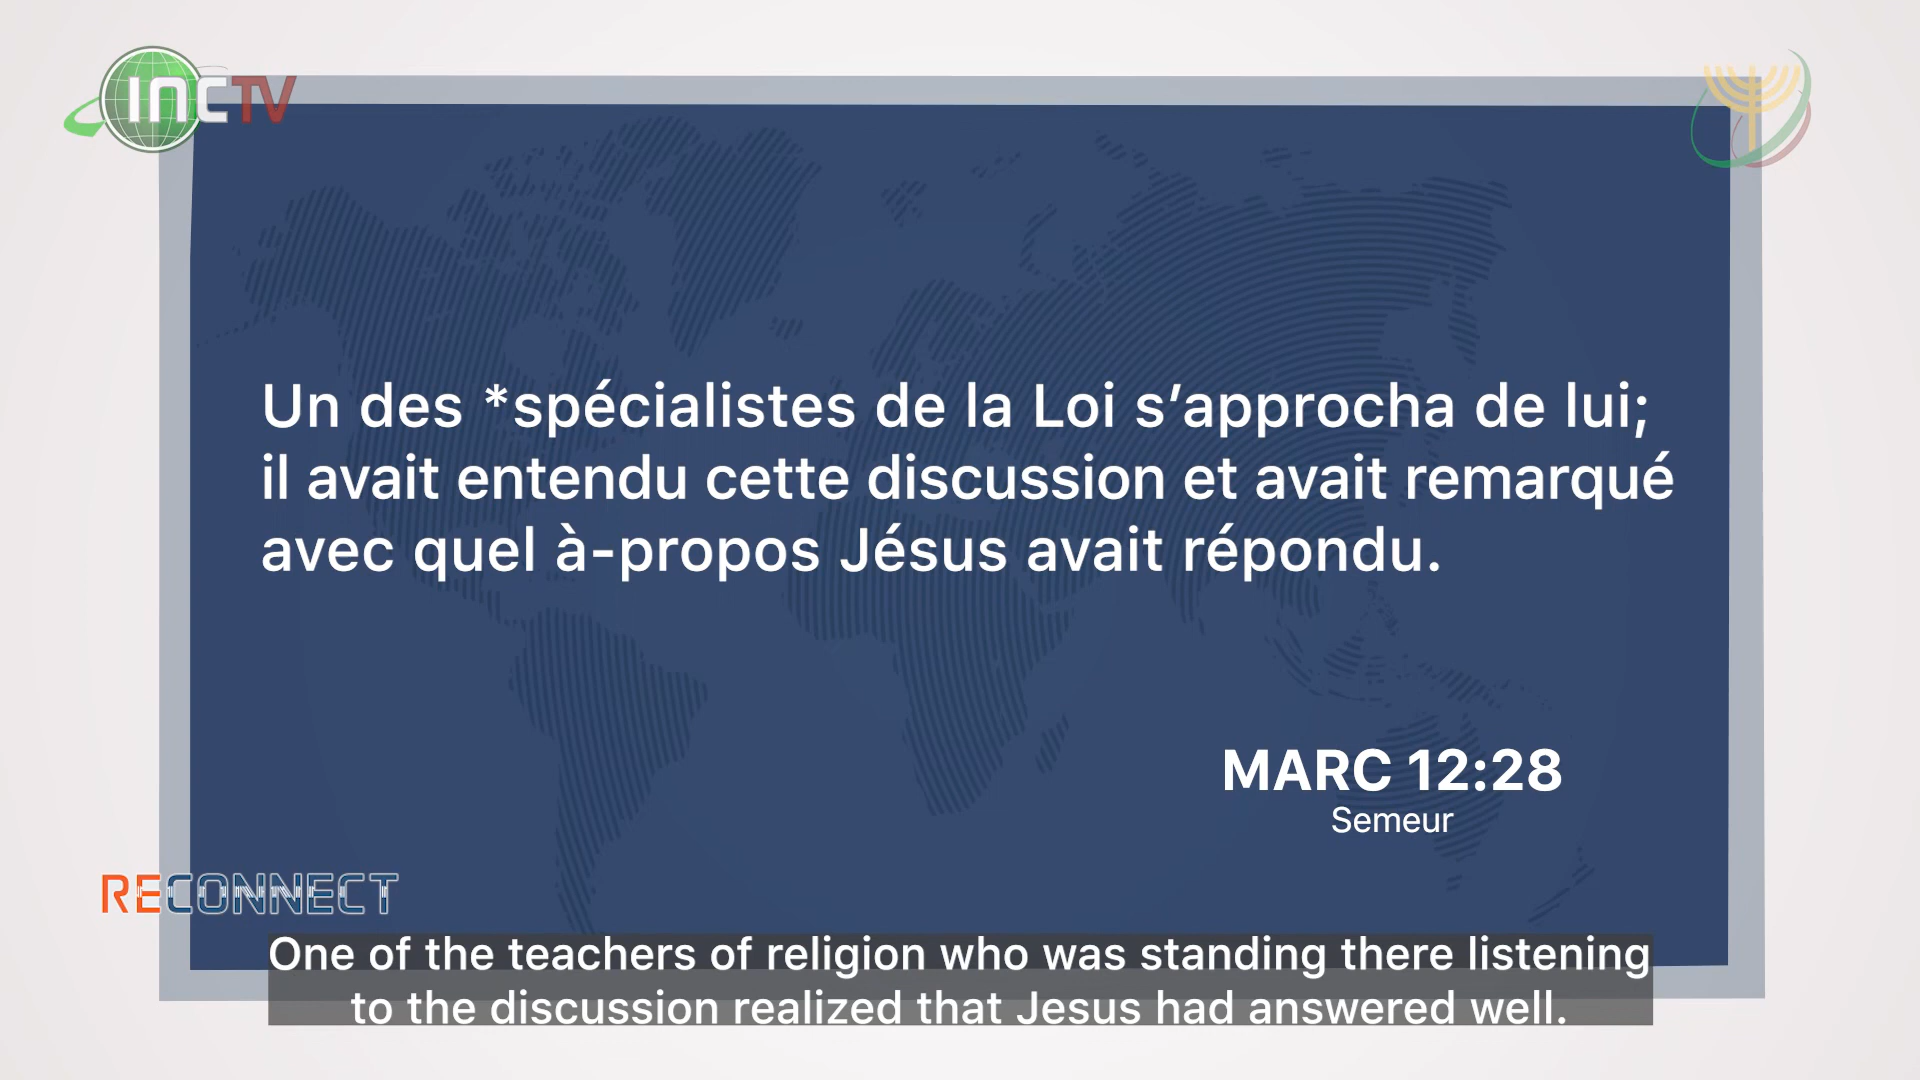 INCTV
Un des *spécialistes de la Loi s’approcha de lui;
il avait entendu cette discussion et avait remarqué
avec quel à-propos Jésus avait répondu.
MARC 12:28
Semeur
RECONNECT
One of the teachers of religion who was standing there listening
to the discussion realized that Jesus had answered well.